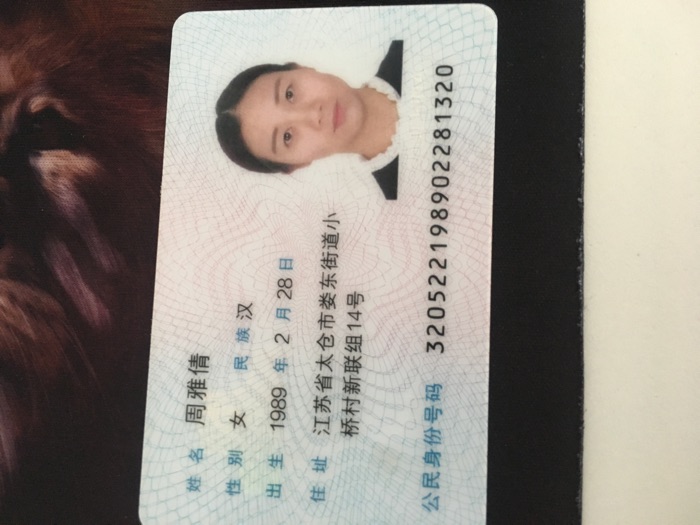 姓名 周雅倩
性别 女 民族 汉
出生 1989 年 2 月 28 日
住址 江苏省太仓市娄东街道小
桥村新联组14号
公民身份号码 320522198902281320